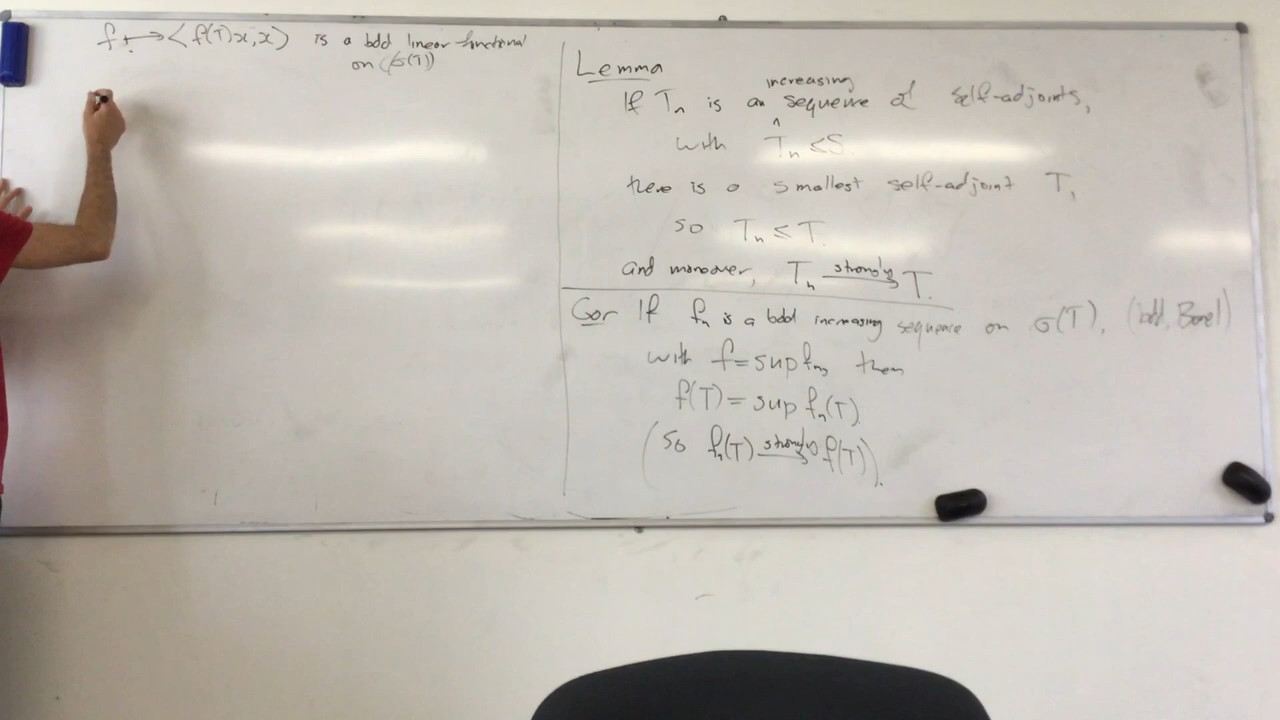 f ↦ ⟨f(T)x, x⟩ is a bdd linear functional
on C(σ(T))
Lemma
increasing
If Tₙ is an ^ sequence of self-adjoints,
with Tₙ ≤ S.
there is a smallest self-adjoint T,
so Tₙ ≤ T.
and moreover, Tₙ strongly→ T.
Cor If fₙ is a bdd increasing sequence on σ(T), (bdd, Borel)
with f = sup fₙ, then
f(T) = sup fₙ(T).
(so fₙ(T) strongly→ f(T)).